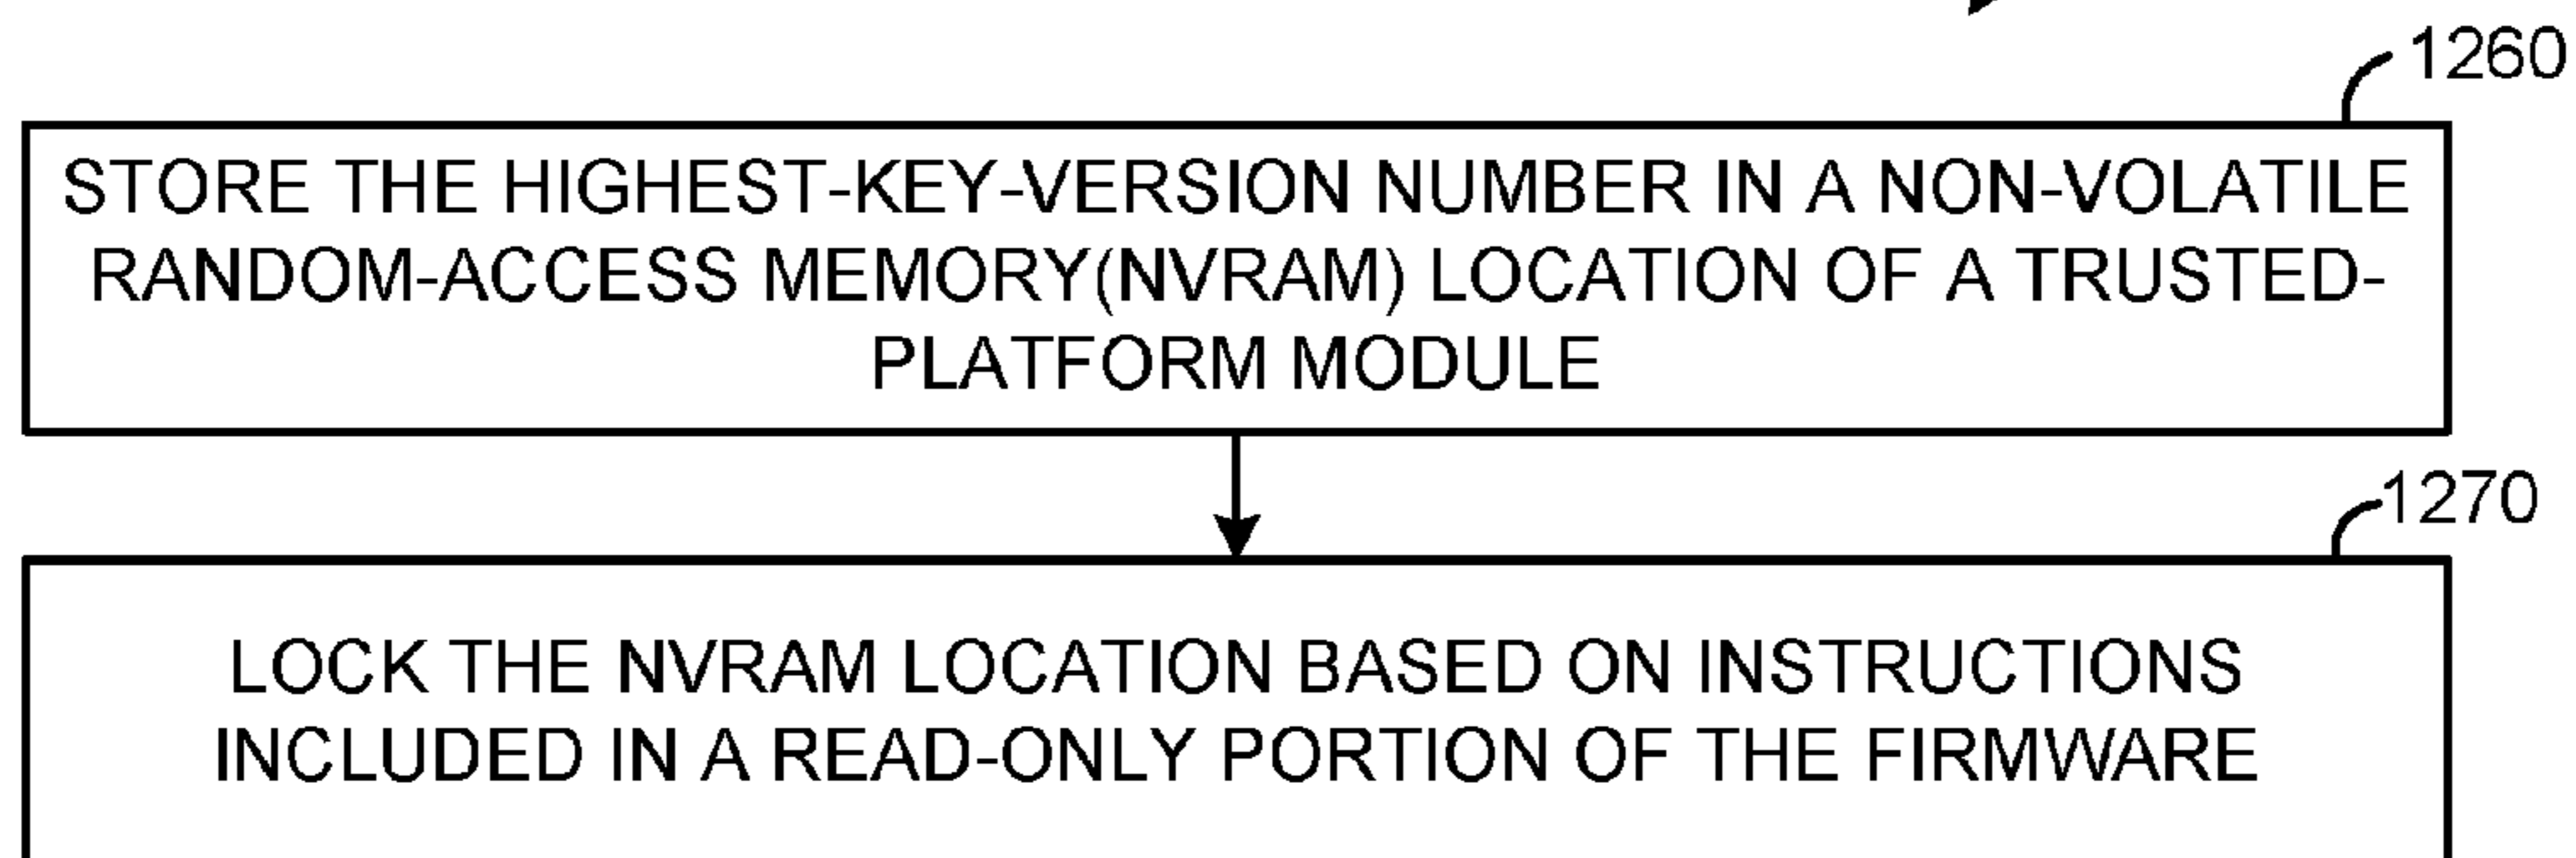 1260
STORE THE HIGHEST-KEY-VERSION NUMBER IN A NON-VOLATILE
RANDOM-ACCESS MEMORY(NVRAM) LOCATION OF A TRUSTED-
PLATFORM MODULE
1270
LOCK THE NVRAM LOCATION BASED ON INSTRUCTIONS
INCLUDED IN A READ-ONLY PORTION OF THE FIRMWARE